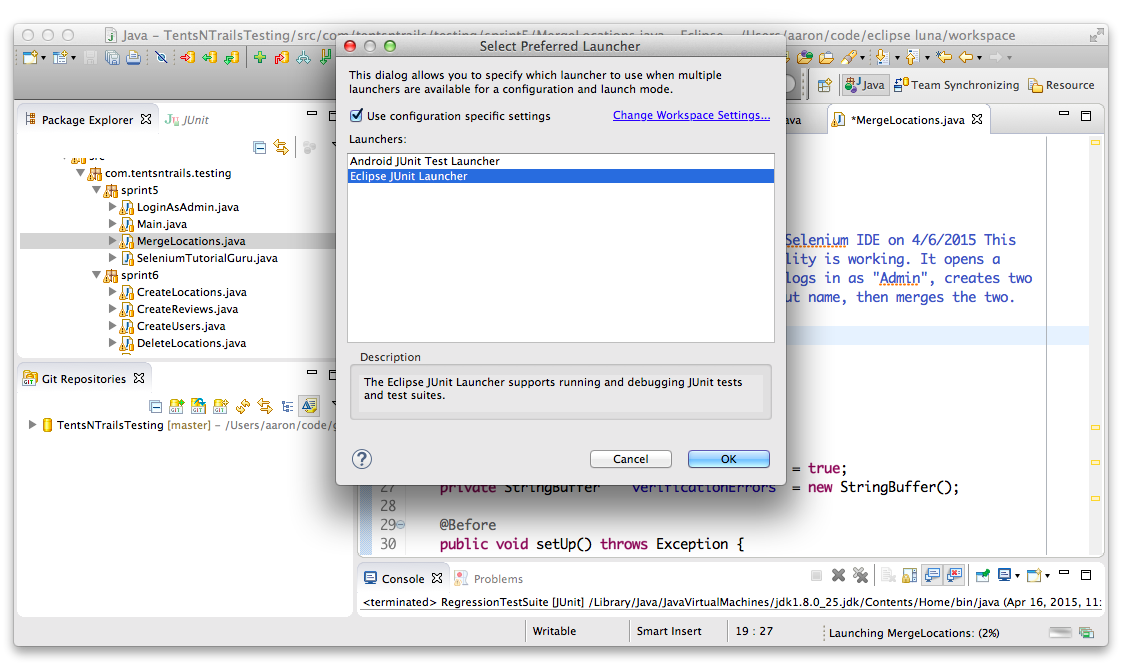 Java – TentsNTrailsTesting/src/com/tentsntrails/testing/sprint5/MergeLocations.java – Eclipse – /Users/aaron/code/eclipse luna/workspace
Java
Team Synchronizing
Resource
Package Explorer
JUnit
src
com.tentsntrails.testing
sprint5
LoginAsAdmin.java
Main.java
MergeLocations.java
SeleniumTutorialGuru.java
sprint6
CreateLocations.java
CreateReviews.java
CreateUsers.java
DeleteLocations.java
Git Repositories
TentsNTrailsTesting [master] – /Users/aaron/code/g
Select Preferred Launcher
This dialog allows you to specify which launcher to use when multiple
launchers are available for a configuration and launch mode.
Use configuration specific settings
Change Workspace Settings...
Launchers:
Android JUnit Test Launcher
Eclipse JUnit Launcher
Description
The Eclipse JUnit Launcher supports running and debugging JUnit tests
and test suites.
?
Cancel
OK
ava
*MergeLocations.java
Selenium IDE on 4/6/2015 This
lity is working. It opens a
logs in as "Admin", creates two
ut name, then merges the two.
= true;
27 private StringBuffer verificationErrors = new StringBuffer();
28
29 @Before
30 public void setUp() throws Exception {
Console
Problems
<terminated> RegressionTestSuite [JUnit] /Library/Java/JavaVirtualMachines/jdk1.8.0_25.jdk/Contents/Home/bin/java (Apr 16, 2015, 11:
Writable
Smart Insert
19 : 27
Launching MergeLocations: (2%)